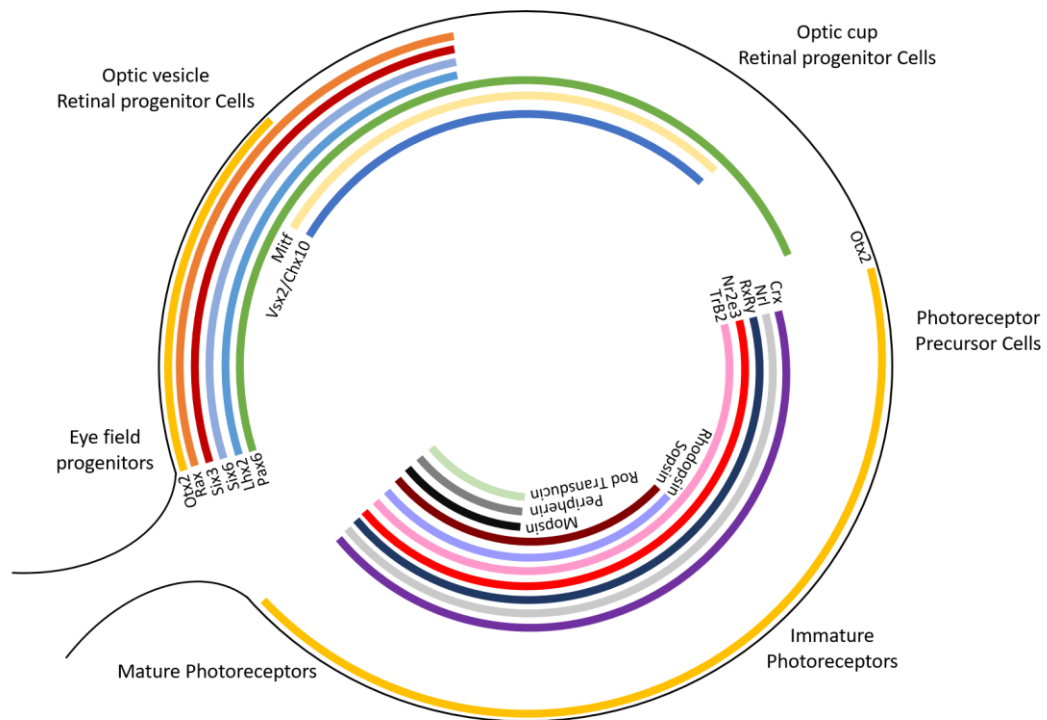 Optic vesicle
Retinal progenitor Cells
Optic cup
Retinal progenitor Cells
Mitf
Vsx2/Chx10
Otx2
Photoreceptor
Precursor Cells
Crx
Nrl
RxRy
Nr2e3
TrB2
Eye field
progenitors
Otx2
Rax
Six3
Six6
Lhx2
Pax6
Rhodopsin
Sopsin
Rod Transducin
Peripherin
Mopsin
Immature
Photoreceptors
Mature Photoreceptors